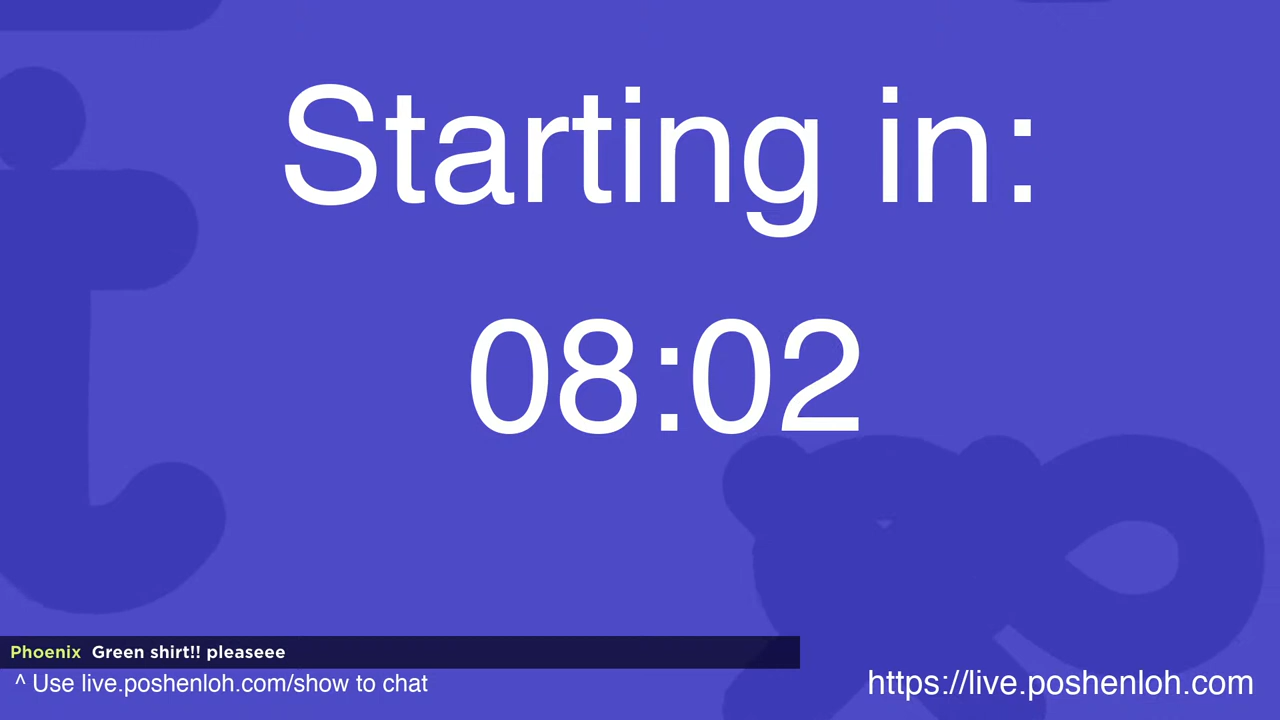 Starting in:
08:02
Phoenix Green shirt!! pleaseee
^ Use live.poshenloh.com/show to chat
https://live.poshenloh.com